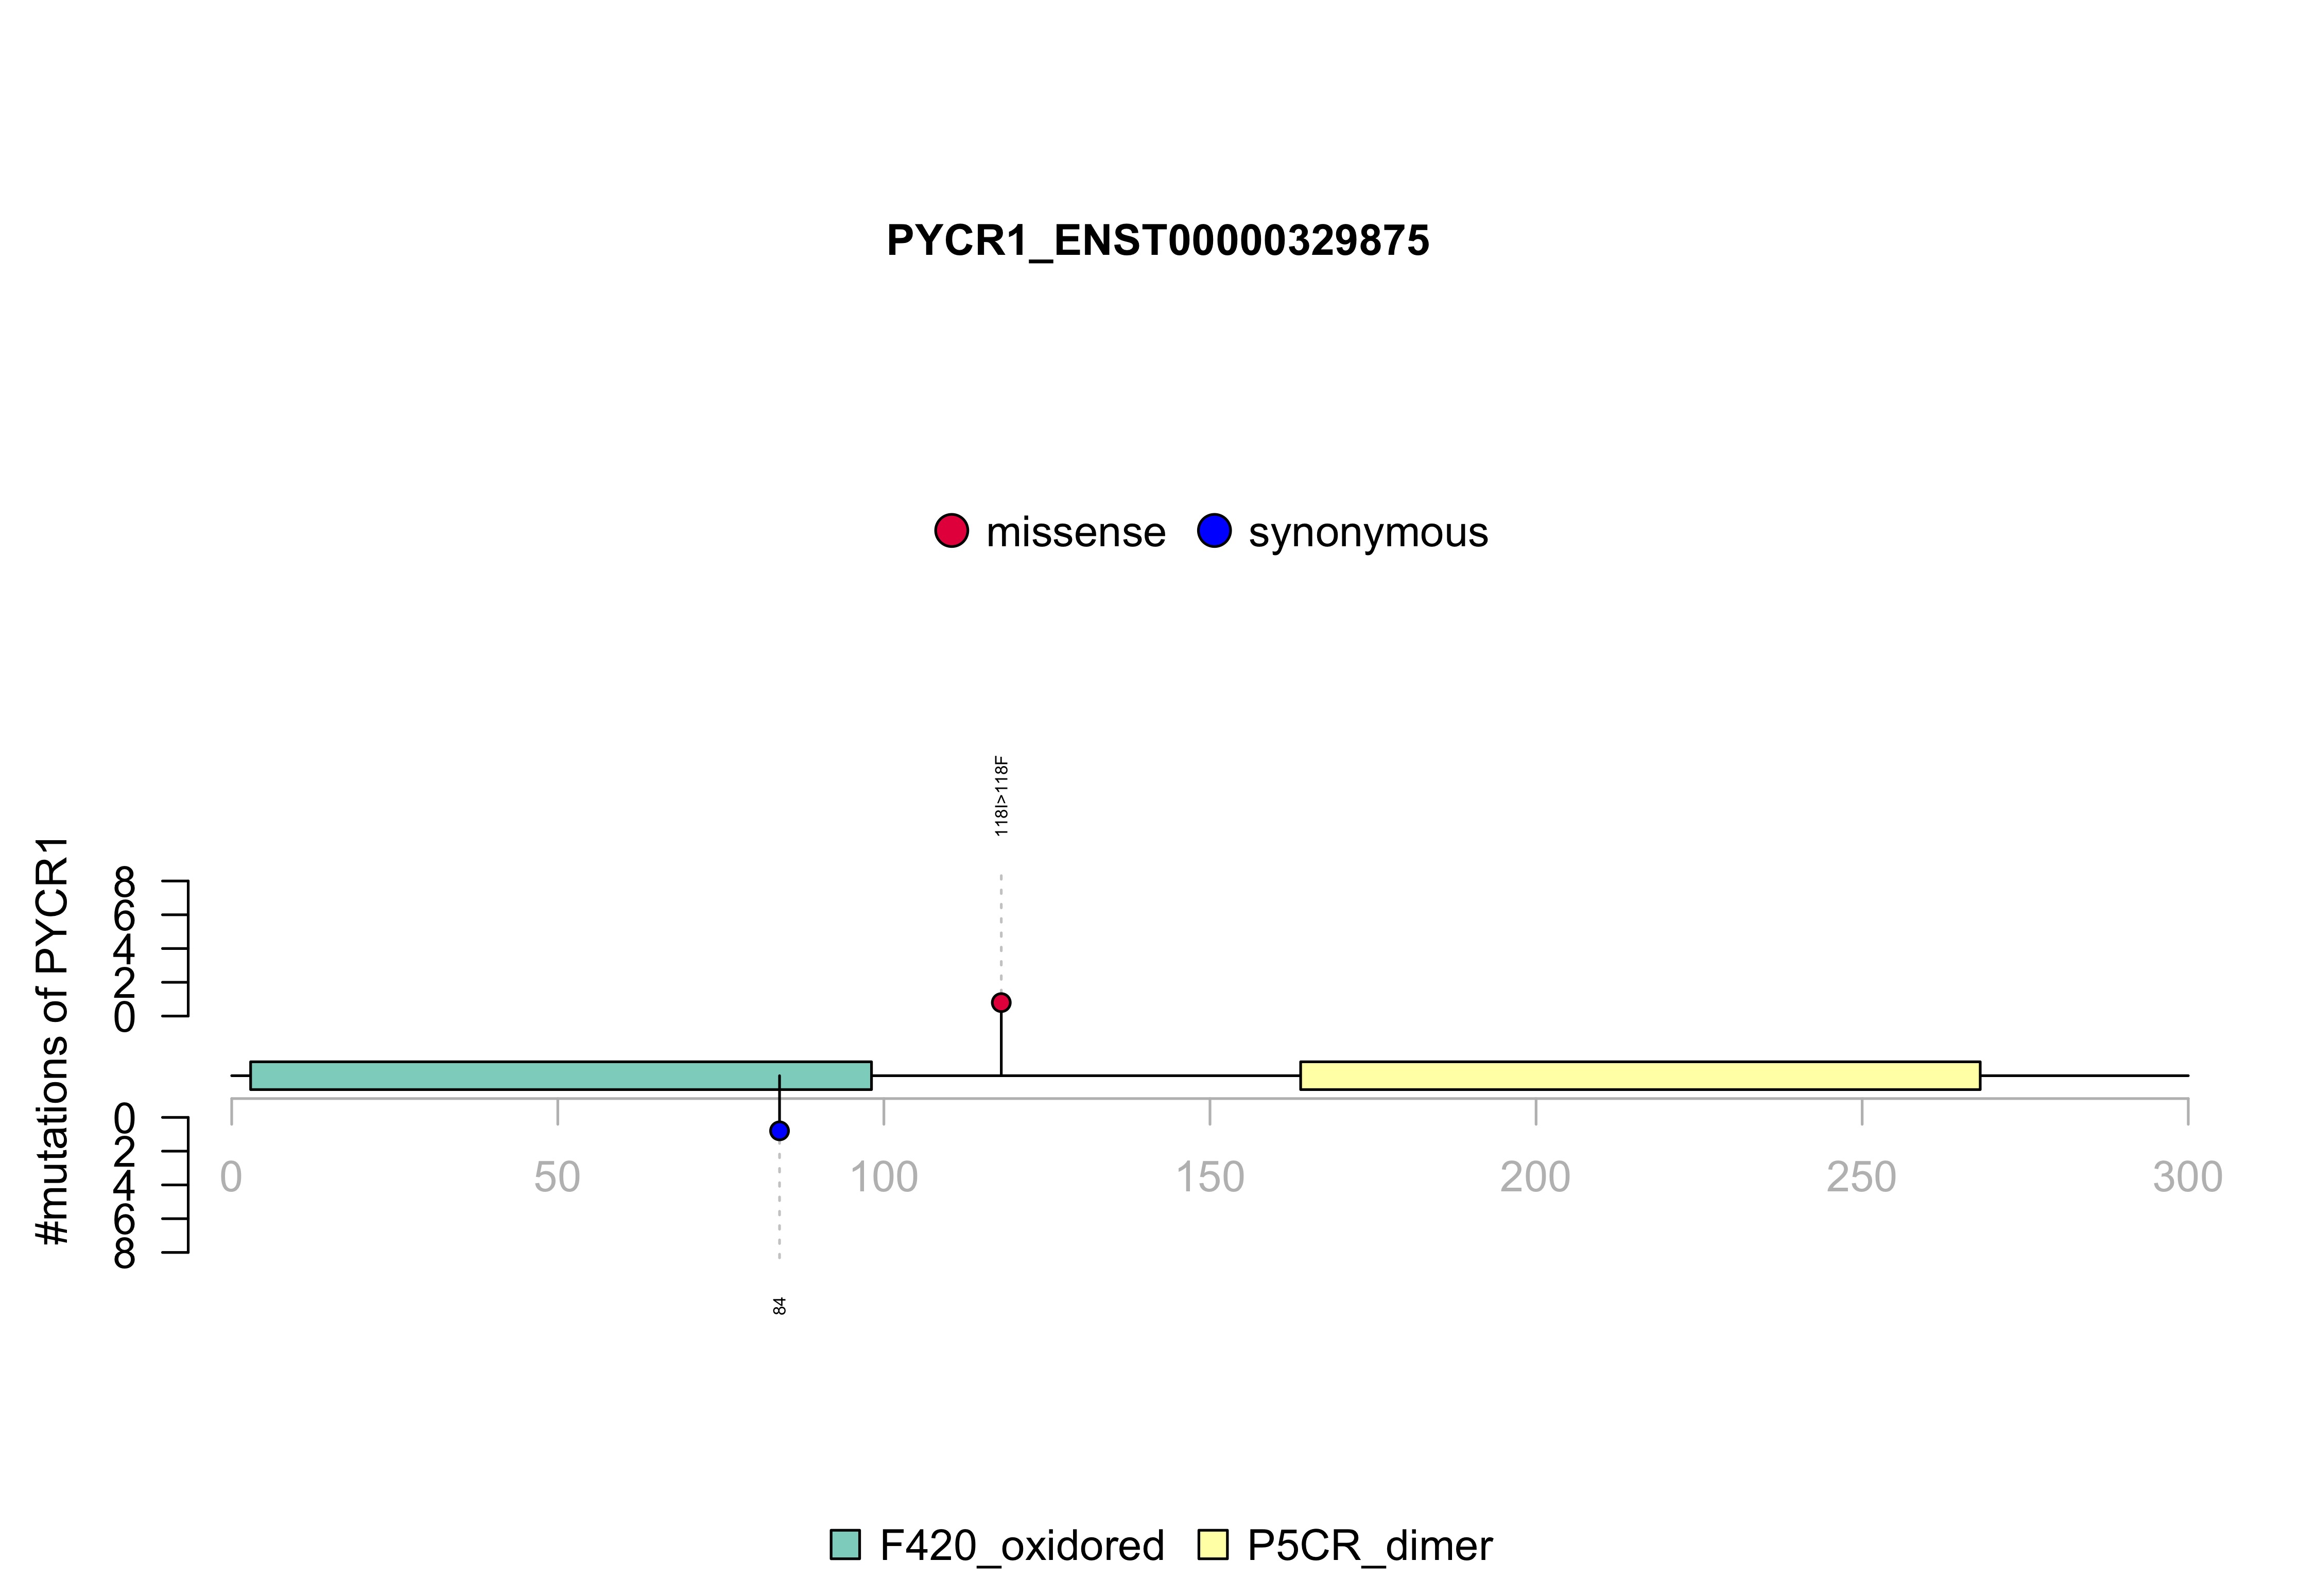 PYCR1_ENST00000329875
missense synonymous
118I>118F
#mutations of PYCR1
8
6
4
2
0
0
2
4
6
8
0 50 100 150 200 250 300
84
F420_oxidored P5CR_dimer